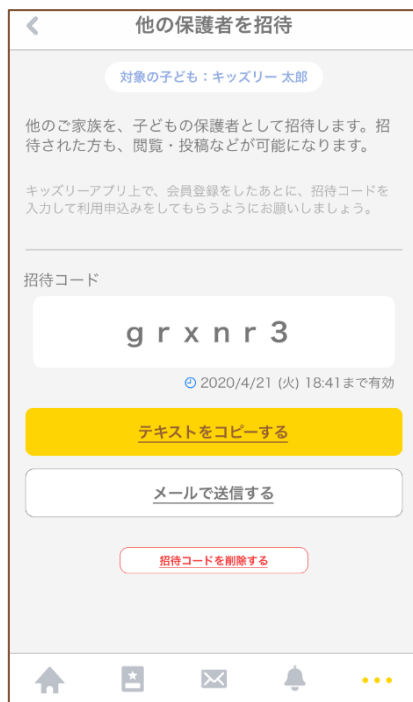 他の保護者を招待
対象の子ども：キッズリー 太郎
他のご家族を、子どもの保護者として招待します。招
待された方も、閲覧・投稿などが可能になります。
キッズリーアプリ上で、会員登録をしたあとに、招待コードを
入力して利用申込みをしてもらうようにお願いしましょう。
招待コード
grxnr3
2020/4/21 (火) 18:41まで有効
テキストをコピーする
メールで送信する
招待コードを削除する